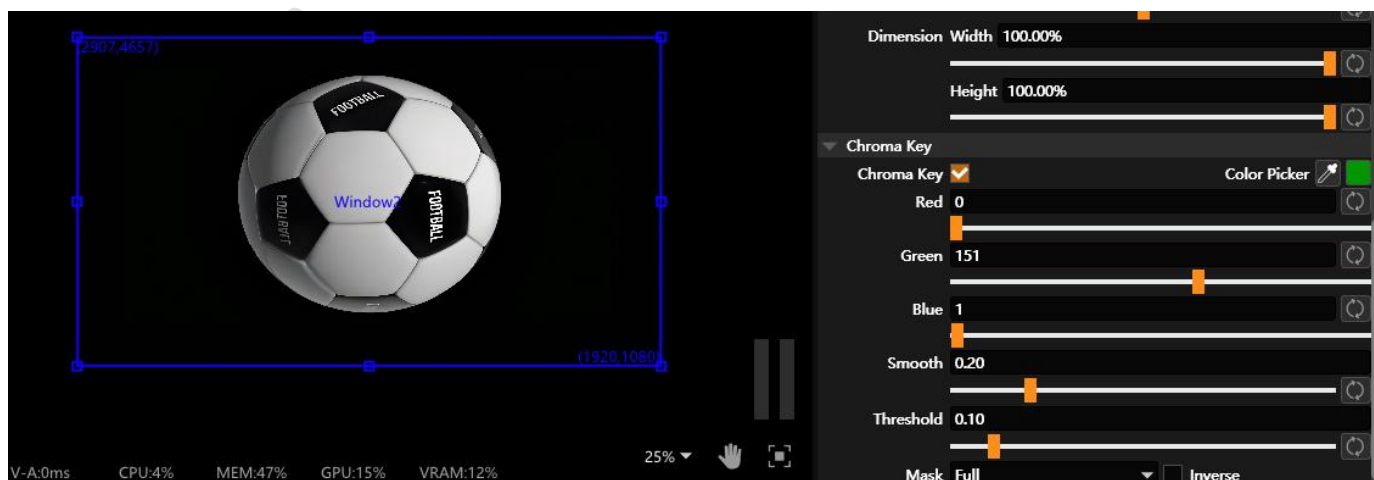 (2907,4657)
FOOTBALL
Window2
FOOTBALL
FOOTBALL
(1920,1080)
25%
V-A:0ms CPU:4% MEM:47% GPU:15% VRAM:12%
Dimension Width 100.00%
Height 100.00%
Chroma Key
Chroma Key Color Picker
Red 0
Green 151
Blue 1
Smooth 0.20
Threshold 0.10
Mask Full Inverse